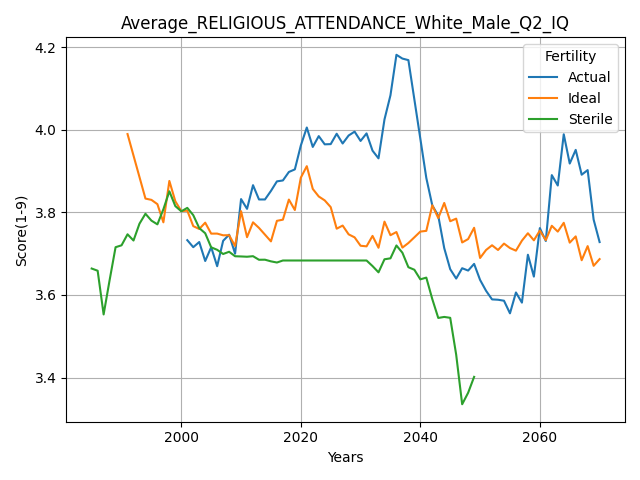 Average_RELIGIOUS_ATTENDANCE_White_Male_Q2_IQ
Fertility
Actual
Ideal
Sterile
Score(1-9)
4.2
4.0
3.8
3.6
3.4
2000
2020
2040
2060
Years